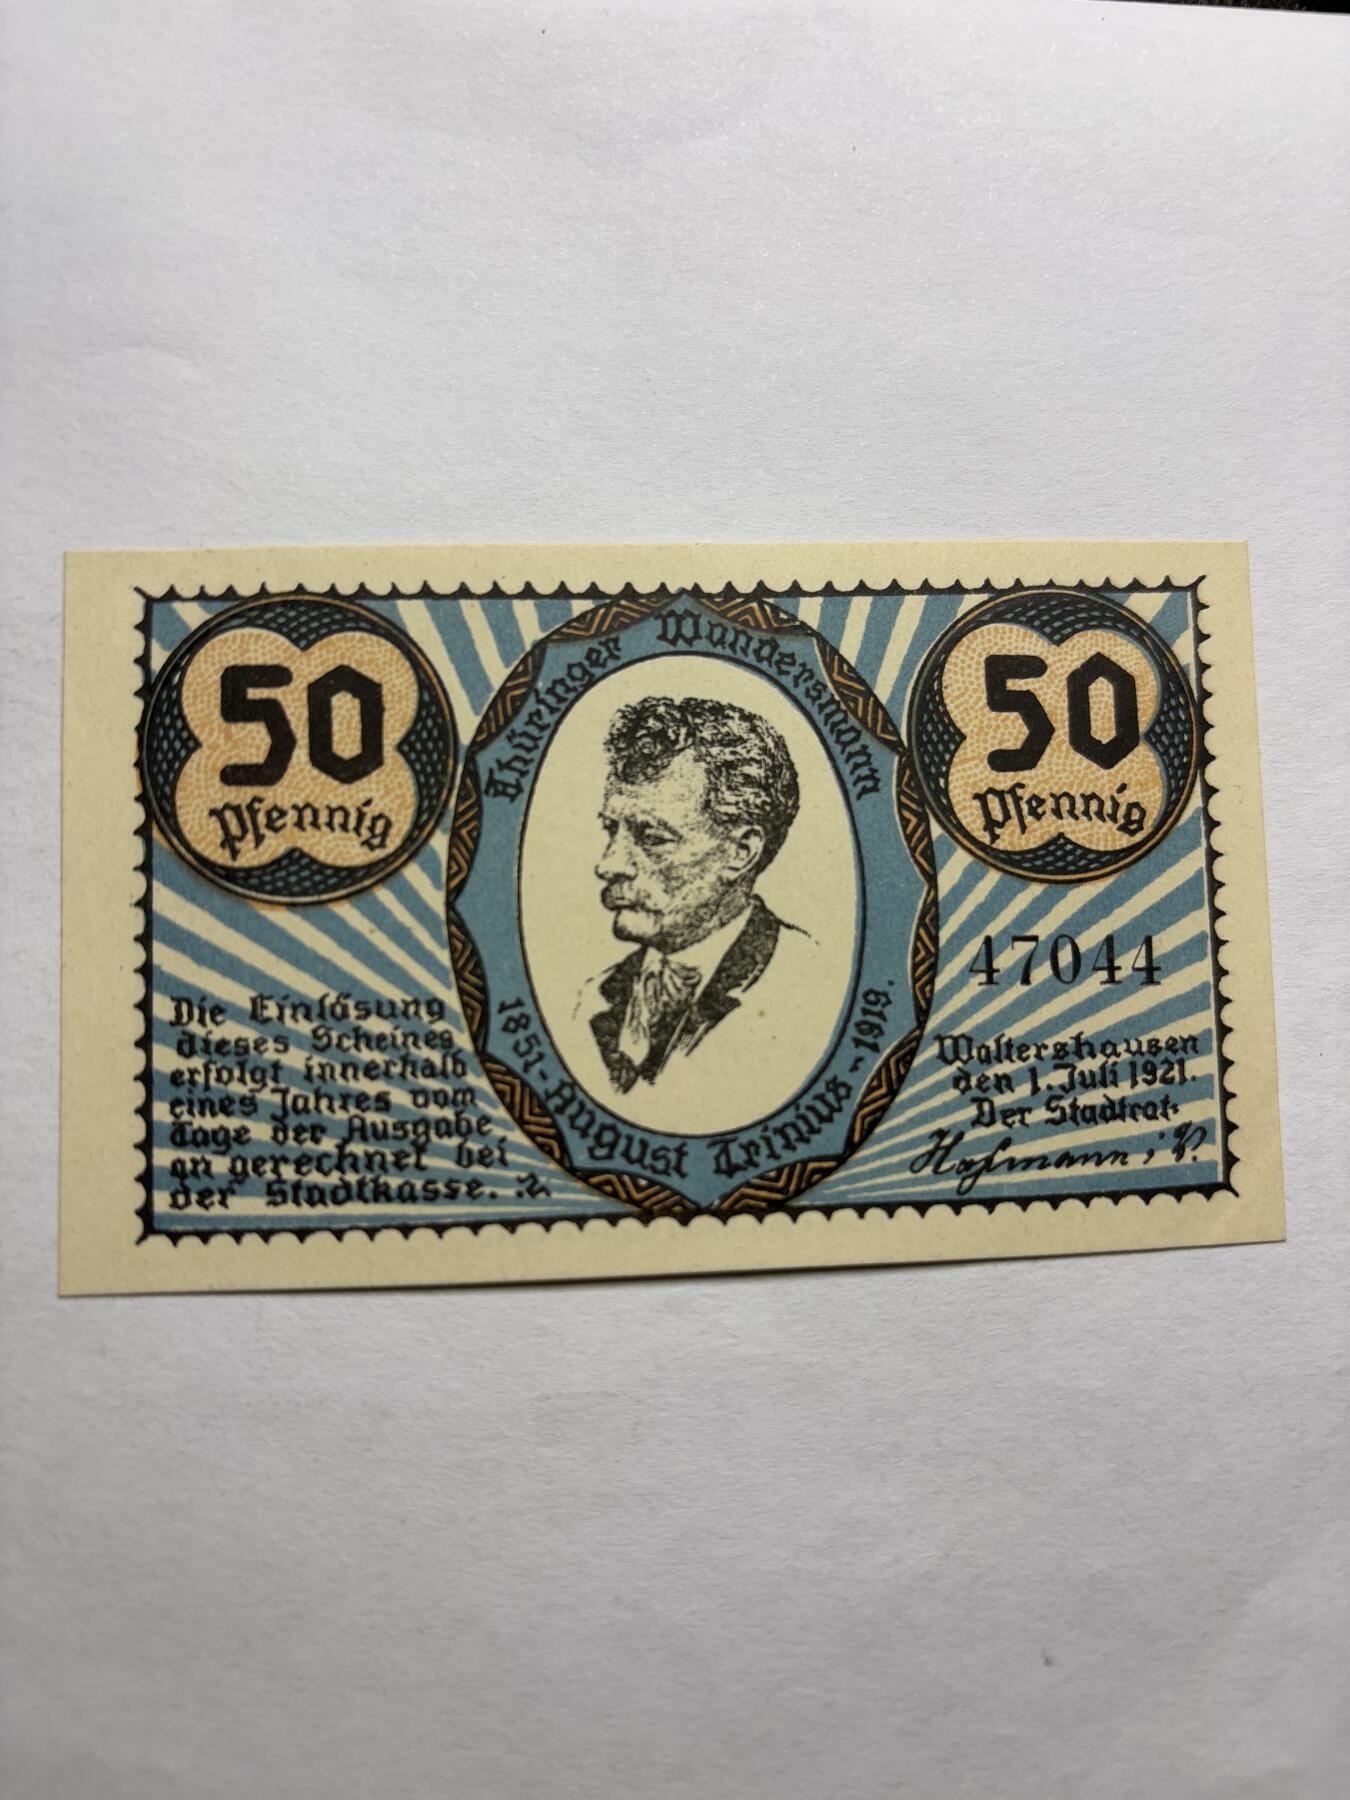 50
Pfennig
Thüringer Wandersmann
1851-August Trinius-1919.
50
Pfennig
47044
Die Einlösung
dieses Scheines
erfolgt innerhalb
eines Jahres vom
Tage der Ausgabe
an gerechnet bei
der Stadtkasse.
Waltershausen
den 1. Juli 1921.
Der Stadtrat: